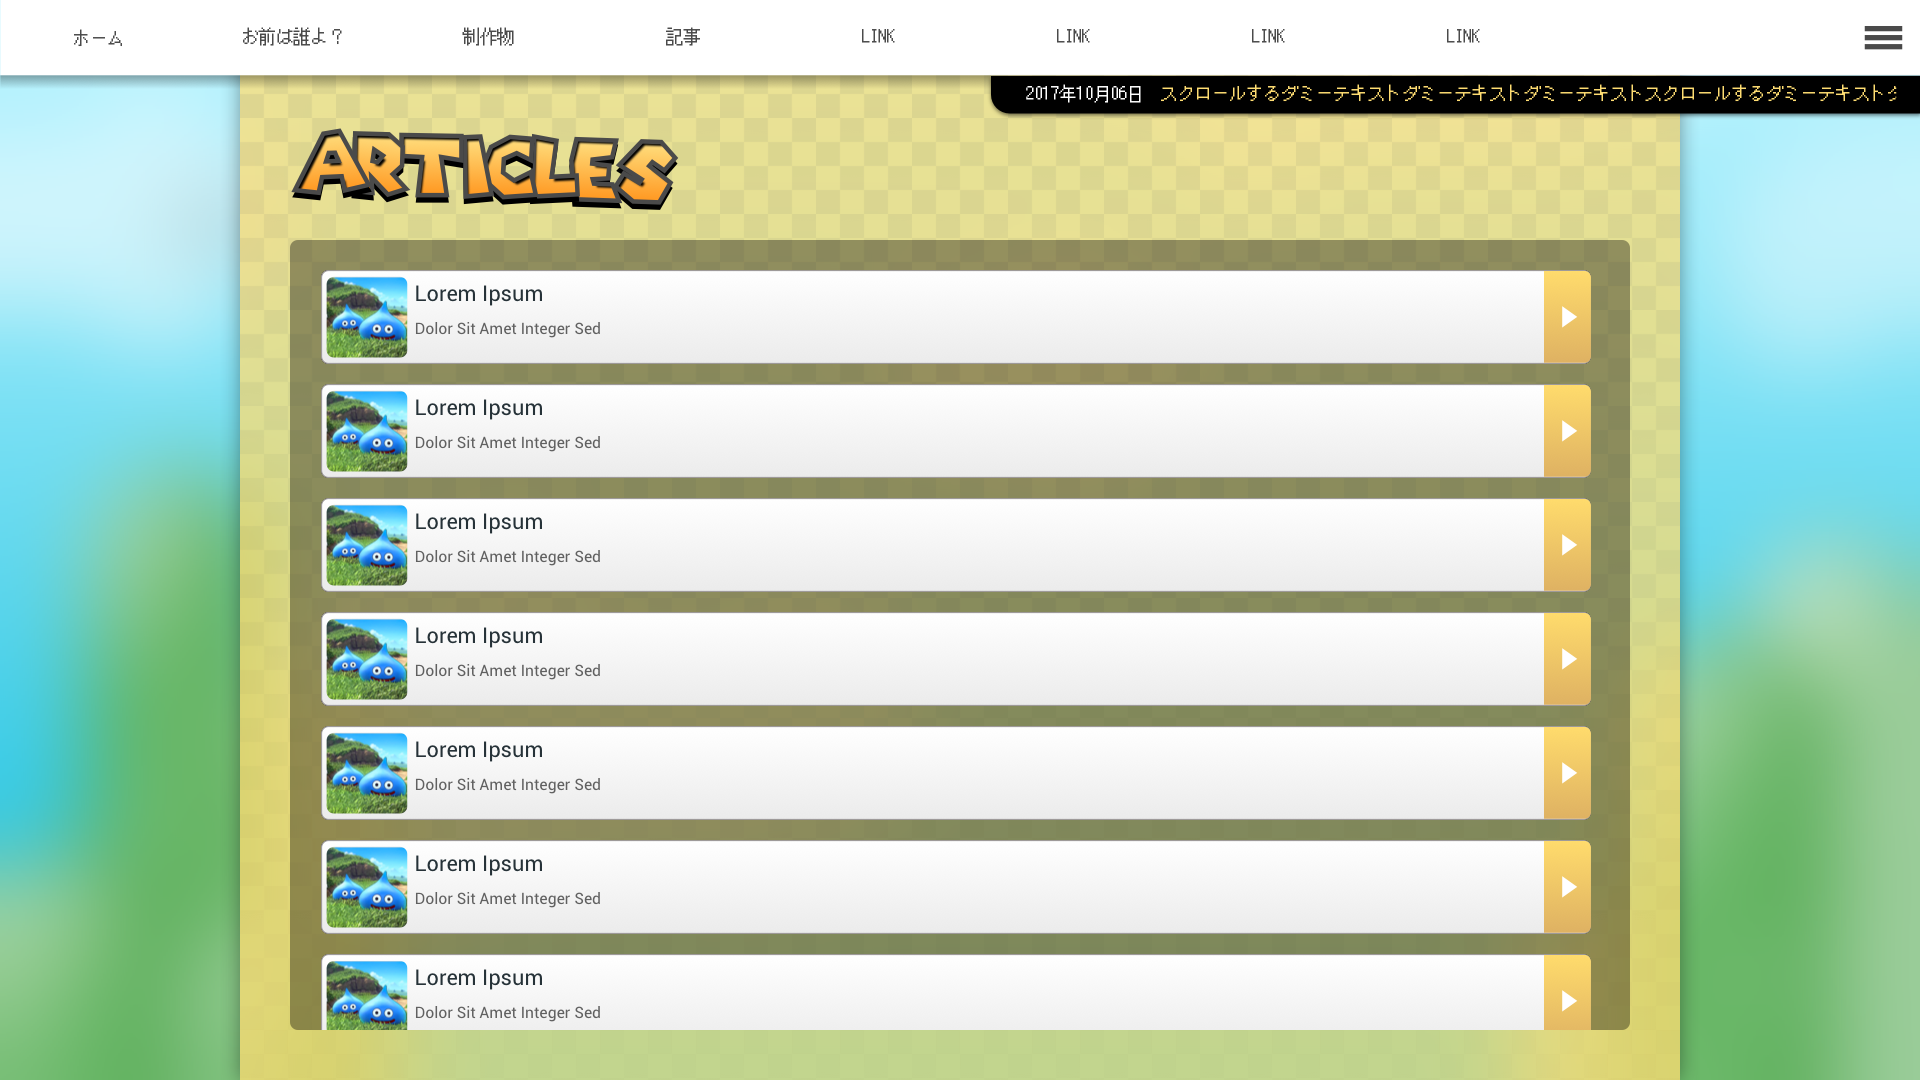 ホーム
お前は誰よ？
制作物
記事
LINK
LINK
LINK
LINK
2017年10月06日 スクロールするダミーテキストダミーテキストダミーテキストスクロールするダミーテキスト
ARTICLES
Lorem Ipsum
Dolor Sit Amet Integer Sed
Lorem Ipsum
Dolor Sit Amet Integer Sed
Lorem Ipsum
Dolor Sit Amet Integer Sed
Lorem Ipsum
Dolor Sit Amet Integer Sed
Lorem Ipsum
Dolor Sit Amet Integer Sed
Lorem Ipsum
Dolor Sit Amet Integer Sed
Lorem Ipsum
Dolor Sit Amet Integer Sed